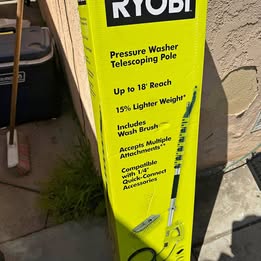 RYOBI
Pressure Washer
Telescoping Pole
Up to 18' Reach
15% Lighter Weight*
Includes
Wash Brush
Accepts Multiple
Attachments**
Compatible
with 1/4"
Quick-Connect
Accessories